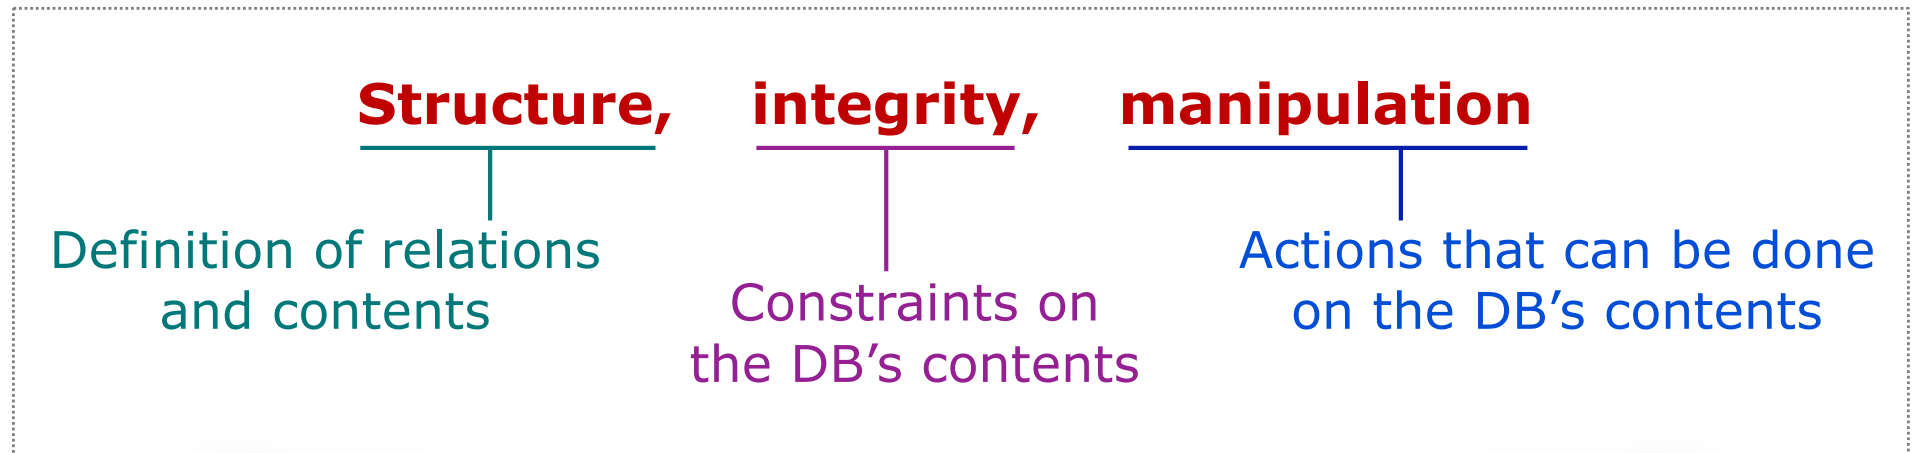 Structure, integrity, manipulation
Definition of relations
and contents
Constraints on
the DB’s contents
Actions that can be done
on the DB’s contents